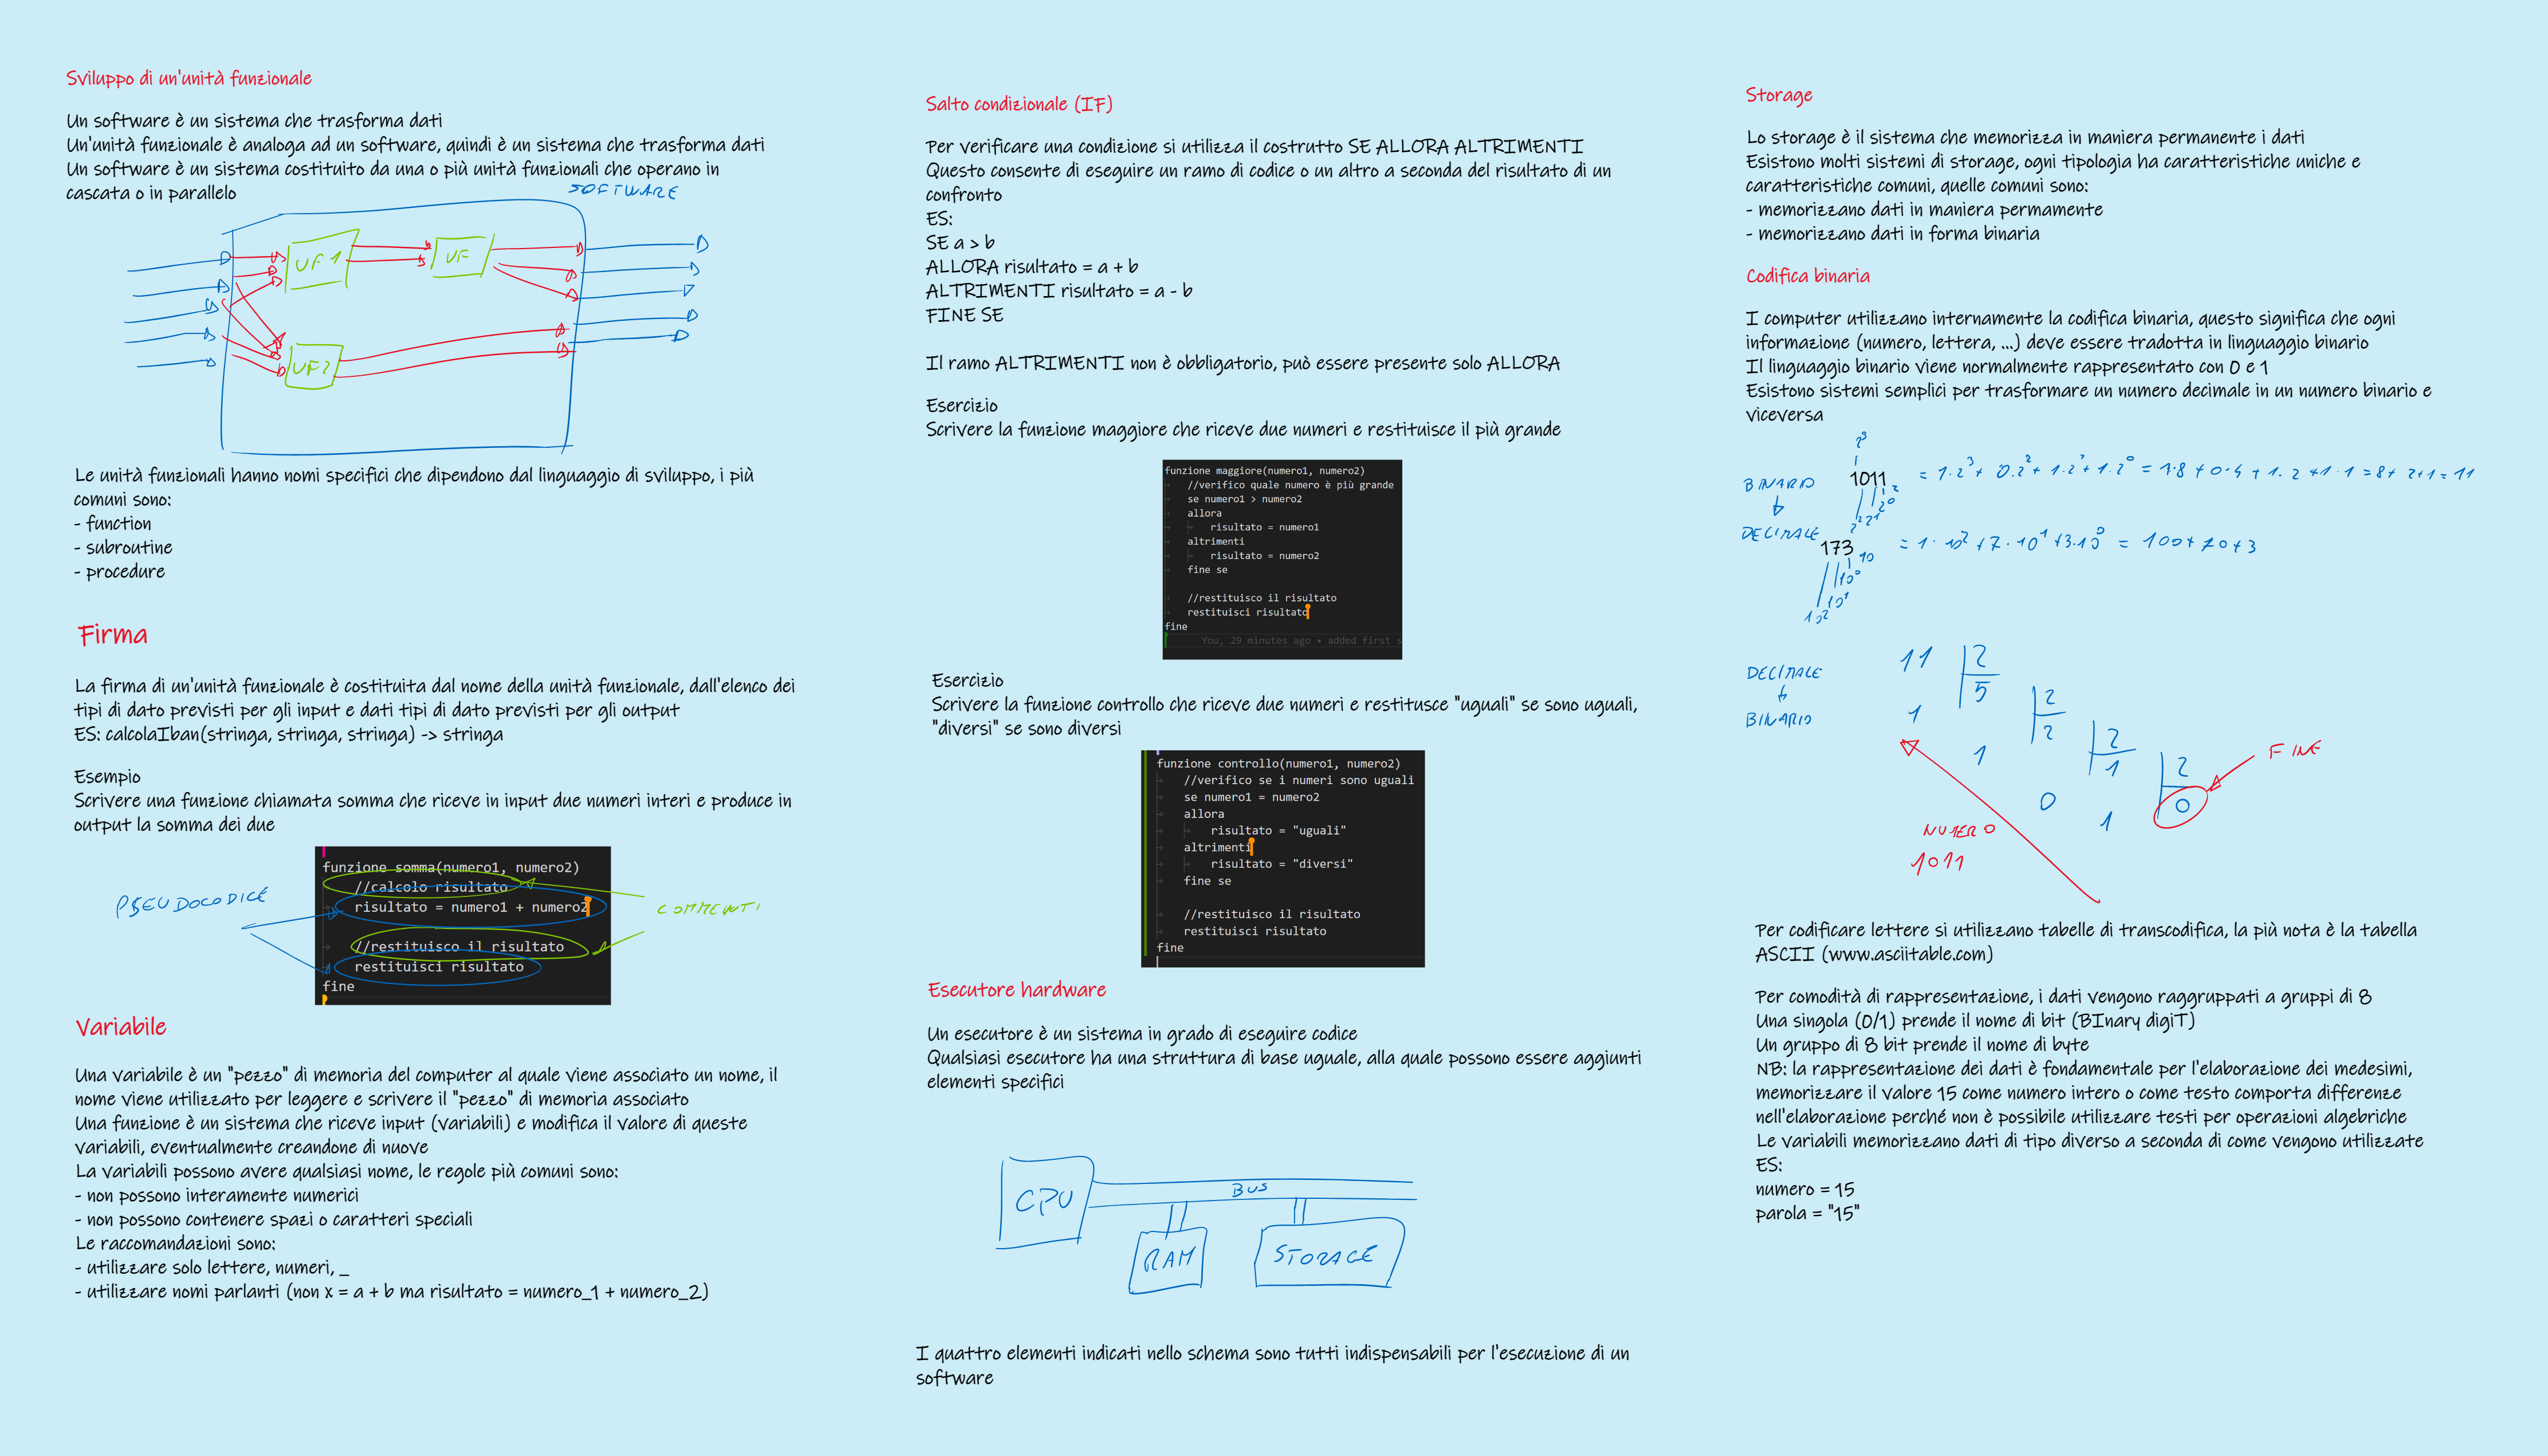 Sviluppo di un'unità funzionale
Un software è un sistema che trasforma dati
Un'unità funzionale è analoga ad un software, quindi è un sistema che trasforma dati
Un software è un sistema costituito da una o più unità funzionali che operano in
cascata o in parallelo
SOFTWARE
UF1
UF
UF2
Le unità funzionali hanno nomi specifici che dipendono dal linguaggio di sviluppo, i più
comuni sono:
- function
- subroutine
- procedure
Firma
La firma di un'unità funzionale è costituita dal nome della unità funzionale, dall'elenco dei
tipi di dato previsti per gli input e dati tipi di dato previsti per gli output
ES: calcolaIban(stringa, stringa, stringa) -> stringa
Esempio
Scrivere una funzione chiamata somma che riceve in input due numeri interi e produce in
output la somma dei due
funzione somma(numero1, numero2)
//calcolo risultato
risultato = numero1 + numero2
//restituisco il risultato
restituisci risultato
fine
PSEUDOCODICE
COMMENTI
Variabile
Una variabile è un "pezzo" di memoria del computer al quale viene associato un nome, il
nome viene utilizzato per leggere e scrivere il "pezzo" di memoria associato
Una funzione è un sistema che riceve input (variabili) e modifica il valore di queste
variabili, eventualmente creandone di nuove
La variabili possono avere qualsiasi nome, le regole più comuni sono:
- non possono interamente numerici
- non possono contenere spazi o caratteri speciali
Le raccomandazioni sono:
- utilizzare solo lettere, numeri, _
- utilizzare nomi parlanti (non x = a + b ma risultato = numero_1 + numero_2)
Salto condizionale (IF)
Per verificare una condizione si utilizza il costrutto SE ALLORA ALTRIMENTI
Questo consente di eseguire un ramo di codice o un altro a seconda del risultato di un
confronto
ES:
SE a > b
ALLORA risultato = a + b
ALTRIMENTI risultato = a - b
FINE SE
Il ramo ALTRIMENTI non è obbligatorio, può essere presente solo ALLORA
Esercizio
Scrivere la funzione maggiore che riceve due numeri e restituisce il più grande
funzione maggiore(numero1, numero2)
//verifico quale numero è più grande
se numero1 > numero2
allora
risultato = numero1
altrimenti
risultato = numero2
fine se
//restituisco il risultato
restituisci risultato
fine
You, 29 minutes ago • added first s
Esercizio
Scrivere la funzione controllo che riceve due numeri e restitusce "uguali" se sono uguali,
"diversi" se sono diversi
funzione controllo(numero1, numero2)
//verifico se i numeri sono uguali
se numero1 = numero2
allora
risultato = "uguali"
altrimenti
risultato = "diversi"
fine se
//restituisco il risultato
restituisci risultato
fine
Esecutore hardware
Un esecutore è un sistema in grado di eseguire codice
Qualsiasi esecutore ha una struttura di base uguale, alla quale possono essere aggiunti
elementi specifici
CPU
BUS
RAM
STORAGE
I quattro elementi indicati nello schema sono tutti indispensabili per l'esecuzione di un
software
Storage
Lo storage è il sistema che memorizza in maniera permanente i dati
Esistono molti sistemi di storage, ogni tipologia ha caratteristiche uniche e
caratteristiche comuni, quelle comuni sono:
- memorizzano dati in maniera permamente
- memorizzano dati in forma binaria
Codifica binaria
I computer utilizzano internamente la codifica binaria, questo significa che ogni
informazione (numero, lettera, ...) deve essere tradotta in linguaggio binario
Il linguaggio binario viene normalmente rappresentato con 0 e 1
Esistono sistemi semplici per trasformare un numero decimale in un numero binario e
viceversa
2³
BINARIO
1011 2 = 1·2³ + 0·2² + 1·2¹ + 1·2⁰ = 1·8 + 0·4 + 1·2 + 1·1 = 8+2+1 = 11
2² 2¹ 2⁰
DECIMALE
173 10 = 1·10² + 7·10¹ + 3·10⁰ = 100 + 70 + 3
10⁰
10¹
10²
DECIMALE
BINARIO
11 2
5 2
1 2 2
1 1 2
0 1 0
FINE
NUMERO
1011
Per codificare lettere si utilizzano tabelle di transcodifica, la più nota è la tabella
ASCII (www.asciitable.com)
Per comodità di rappresentazione, i dati vengono raggruppati a gruppi di 8
Una singola (0/1) prende il nome di bit (BInary digiT)
Un gruppo di 8 bit prende il nome di byte
NB: la rappresentazione dei dati è fondamentale per l'elaborazione dei medesimi,
memorizzare il valore 15 come numero intero o come testo comporta differenze
nell'elaborazione perché non è possibile utilizzare testi per operazioni algebriche
Le variabili memorizzano dati di tipo diverso a seconda di come vengono utilizzate
ES:
numero = 15
parola = "15"